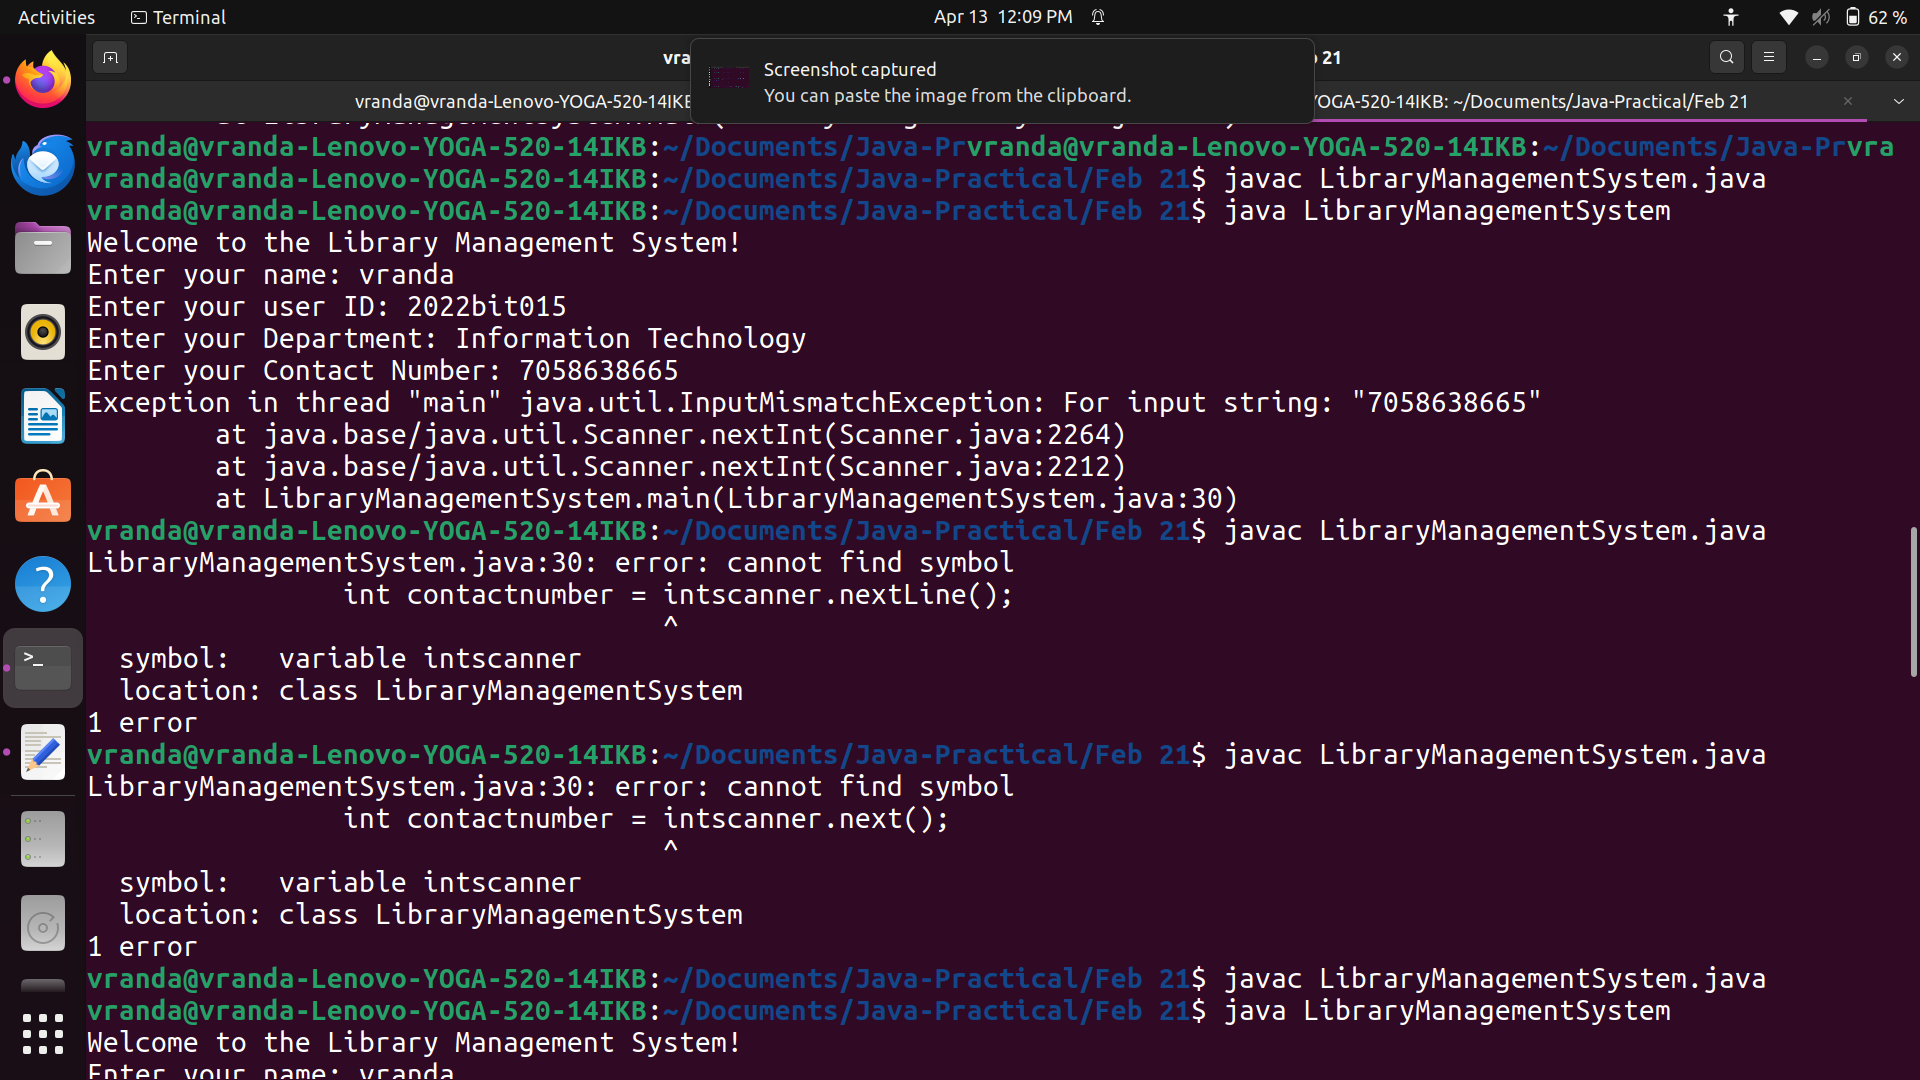 Activities
Terminal
Apr 13 12:09 PM
62 %
vra
21
Screenshot captured
You can paste the image from the clipboard.
vranda@vranda-Lenovo-YOGA-520-14IKB
OGA-520-14IKB: ~/Documents/Java-Practical/Feb 21
vranda@vranda-Lenovo-YOGA-520-14IKB:~/Documents/Java-Prvranda@vranda-Lenovo-YOGA-520-14IKB:~/Documents/Java-Prvra
vranda@vranda-Lenovo-YOGA-520-14IKB:~/Documents/Java-Practical/Feb 21$ javac LibraryManagementSystem.java
vranda@vranda-Lenovo-YOGA-520-14IKB:~/Documents/Java-Practical/Feb 21$ java LibraryManagementSystem
Welcome to the Library Management System!
Enter your name: vranda
Enter your user ID: 2022bit015
Enter your Department: Information Technology
Enter your Contact Number: 7058638665
Exception in thread "main" java.util.InputMismatchException: For input string: "7058638665"
at java.base/java.util.Scanner.nextInt(Scanner.java:2264)
at java.base/java.util.Scanner.nextInt(Scanner.java:2212)
at LibraryManagementSystem.main(LibraryManagementSystem.java:30)
vranda@vranda-Lenovo-YOGA-520-14IKB:~/Documents/Java-Practical/Feb 21$ javac LibraryManagementSystem.java
LibraryManagementSystem.java:30: error: cannot find symbol
int contactnumber = intscanner.nextLine();
^
symbol:   variable intscanner
location: class LibraryManagementSystem
1 error
vranda@vranda-Lenovo-YOGA-520-14IKB:~/Documents/Java-Practical/Feb 21$ javac LibraryManagementSystem.java
LibraryManagementSystem.java:30: error: cannot find symbol
int contactnumber = intscanner.next();
^
symbol:   variable intscanner
location: class LibraryManagementSystem
1 error
vranda@vranda-Lenovo-YOGA-520-14IKB:~/Documents/Java-Practical/Feb 21$ javac LibraryManagementSystem.java
vranda@vranda-Lenovo-YOGA-520-14IKB:~/Documents/Java-Practical/Feb 21$ java LibraryManagementSystem
Welcome to the Library Management System!
Enter your name: vranda